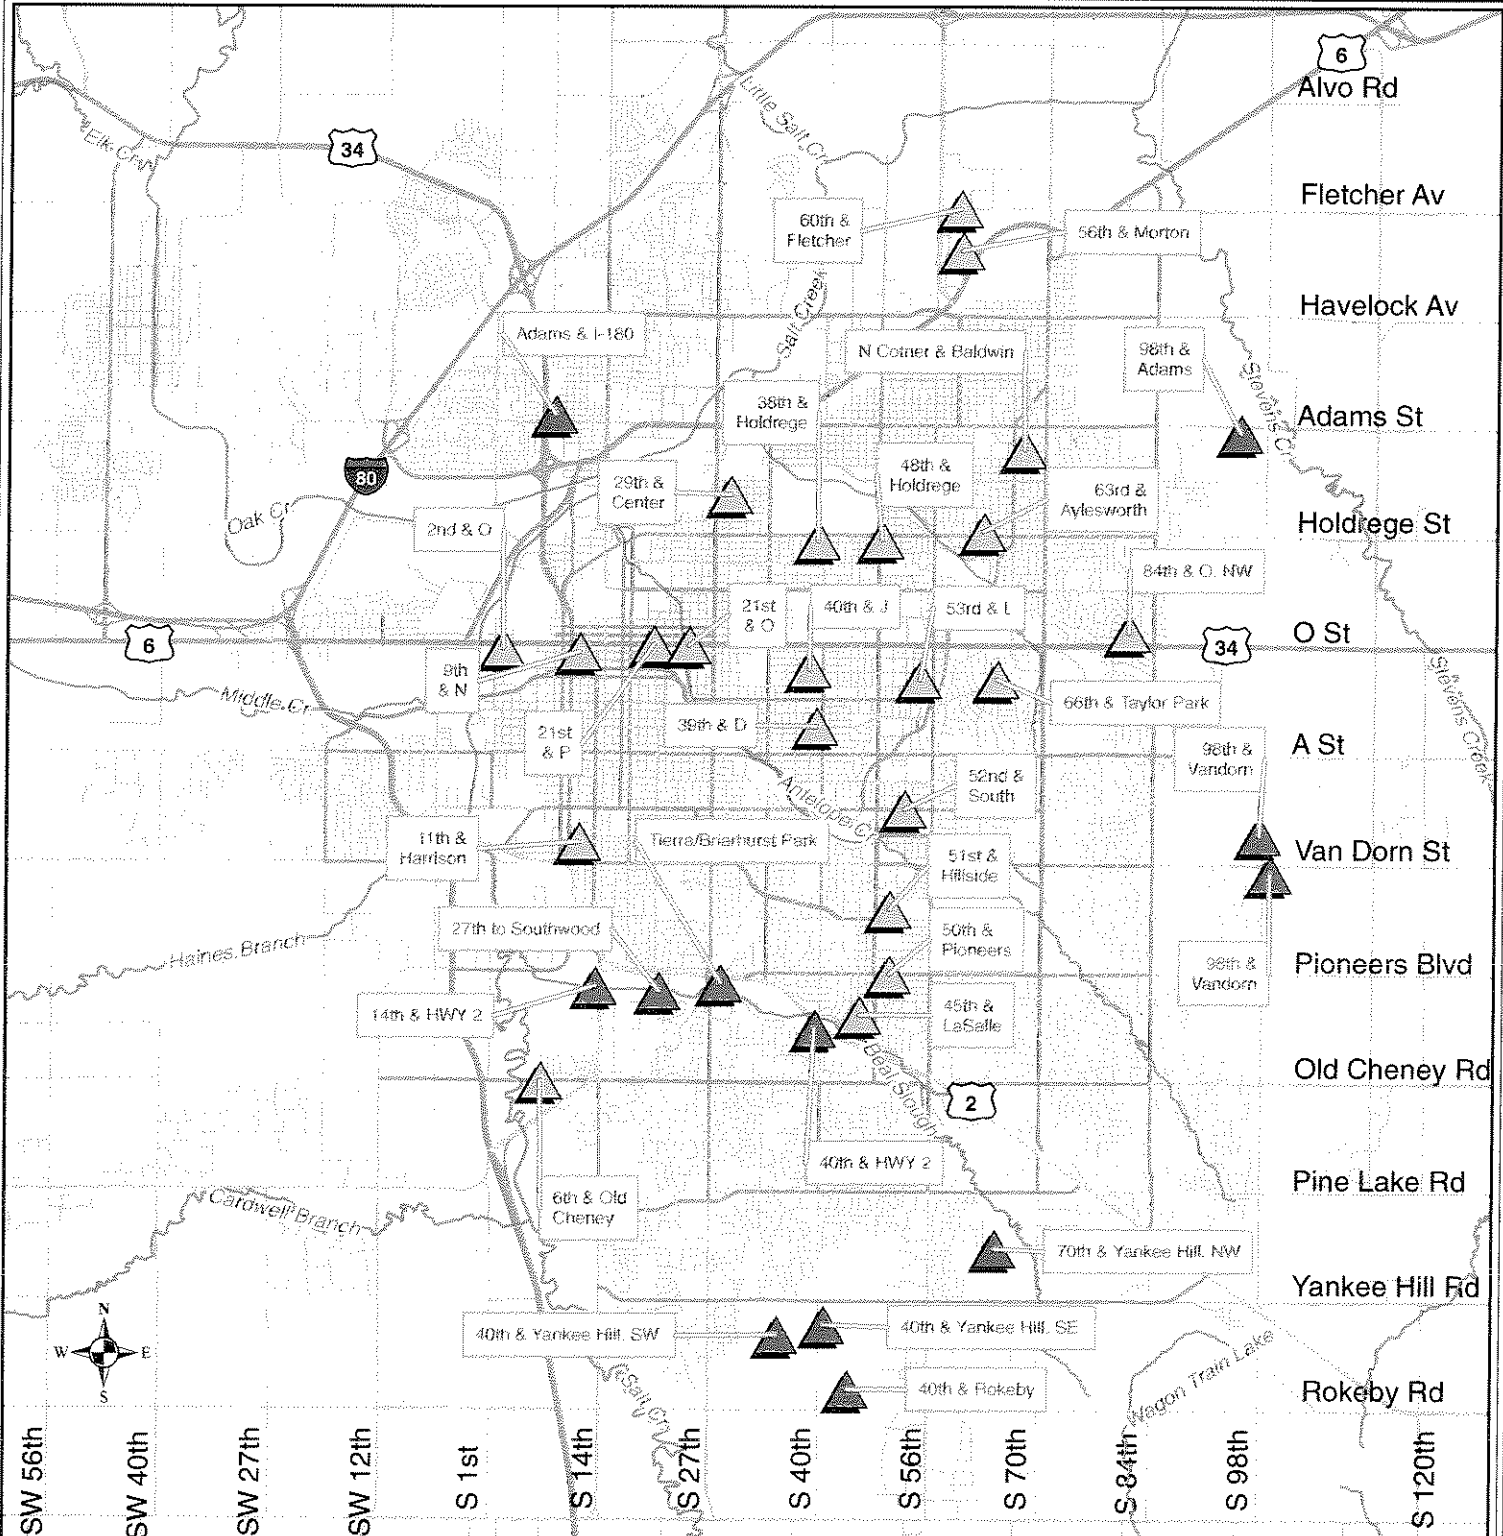 6
Alvo Rd
Little Salt Cr
Elk Cr
34
Fletcher Av
60th &
Fletcher
56th & Morton
Havelock Av
Salt Creek
Adams & I-180
N Cotner & Baldwin
98th &
Adams
Stevens Cr
38th &
Holdrege
Adams St
80
29th &
Center
48th &
Holdrege
63rd &
Aylesworth
Oak Cr
2nd & O
Holdrege St
84th & O. NW
21st
& O
40th & J
53rd & L
6
O St
34
9th
& N
Middle Cr
Stevens Creek
66th & Taylor Park
21st
& P
39th & D
A St
98th &
Vandorn
52nd &
South
Antelope Cr
11th &
Harrison
Tierra/Briarhurst Park
Van Dorn St
51st &
Hillside
27th to Southwood
50th &
Pioneers
Haines Branch
98th &
Vandorn
Pioneers Blvd
14th & HWY 2
45th &
LaSalle
Beal Slough
Old Cheney Rd
2
40th & HWY 2
Pine Lake Rd
6th & Old
Cheney
Cardwell Branch
70th & Yankee Hill. NW
Yankee Hill Rd
N
W
E
S
40th & Yankee Hill. SW
40th & Yankee Hill. SE
Wagon Train Lake
Salt Cr
40th & Rokeby
Rokeby Rd
SW 56th
SW 40th
SW 27th
SW 12th
S 1st
S 14th
S 27th
S 40th
S 56th
S 70th
S 84th
S 98th
S 120th